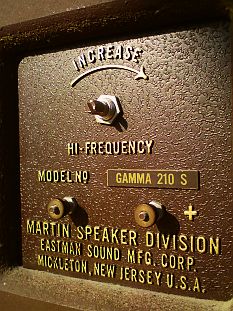 INCREASE
HI-FREQUENCY
MODEL NO GAMMA 210 S
+
MARTIN SPEAKER DIVISION
EASTMAN SOUND MFG. CORP.
MICKLETON, NEW JERSEY U.S.A.